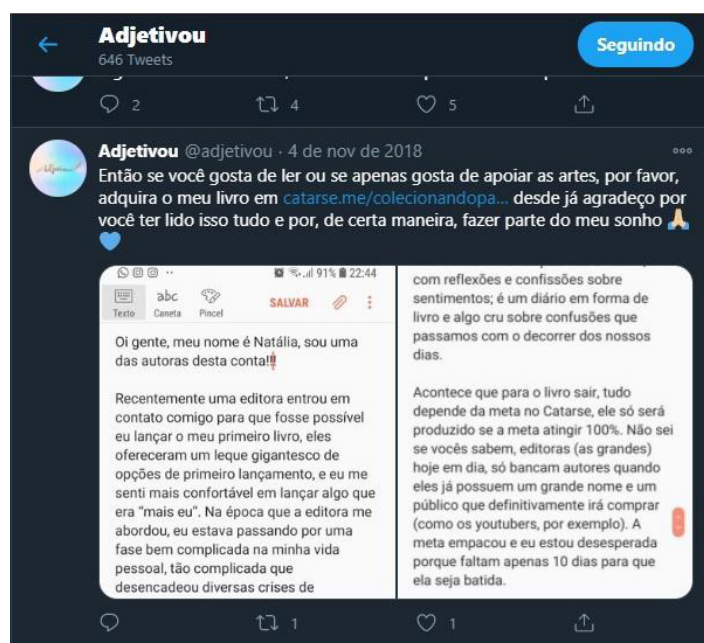 Adjetivou
646 Tweets
Seguindo
2
4
5
Adjetivou @adjetivou · 4 de nov de 2018
Então se você gosta de ler ou se apenas gosta de apoiar as artes, por favor,
adquira o meu livro em catarse.me/colecionandopa... desde já agradeço por
você ter lido isso tudo e por, de certa maneira, fazer parte do meu sonho 🙏
💙
91% 22:44
abc
Texto Caneta Pincel
SALVAR
Oi gente, meu nome é Natália, sou uma
das autoras desta conta!!
Recentemente uma editora entrou em
contato comigo para que fosse possível
eu lançar o meu primeiro livro, eles
ofereceram um leque gigantesco de
opções de primeiro lançamento, e eu me
senti mais confortável em lançar algo que
era "mais eu". Na época que a editora me
abordou, eu estava passando por uma
fase bem complicada na minha vida
pessoal, tão complicada que
desencadeou diversas crises de
com reflexões e confissões sobre
sentimentos; é um diário em forma de
livro e algo cru sobre confusões que
passamos com o decorrer dos nossos
dias.
Acontece que para o livro sair, tudo
depende da meta no Catarse, ele só será
produzido se a meta atingir 100%. Não sei
se vocês sabem, editoras (as grandes)
hoje em dia, só bancam autores quando
eles já possuem um grande nome e um
público que definitivamente irá comprar
(como os youtubers, por exemplo). A
meta empacou e eu estou desesperada
porque faltam apenas 10 dias para que
ela seja batida.
1
1